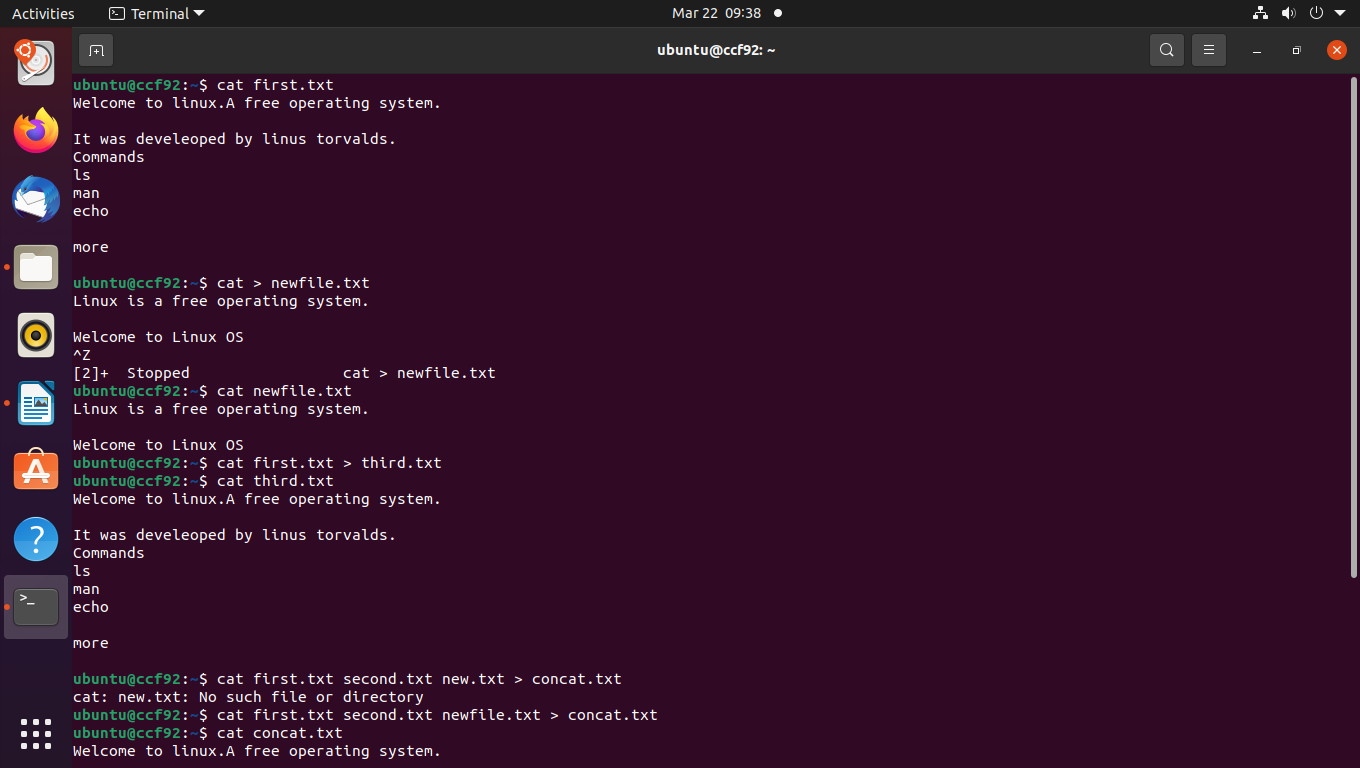 Activities Terminal Mar 22 09:38
ubuntu@ccf92: ~
ubuntu@ccf92:~$ cat first.txt
Welcome to linux.A free operating system.
It was develeoped by linus torvalds.
Commands
ls
man
echo
more
ubuntu@ccf92:~$ cat > newfile.txt
Linux is a free operating system.
Welcome to Linux OS
^Z
[2]+  Stopped                 cat > newfile.txt
ubuntu@ccf92:~$ cat newfile.txt
Linux is a free operating system.
Welcome to Linux OS
ubuntu@ccf92:~$ cat first.txt > third.txt
ubuntu@ccf92:~$ cat third.txt
Welcome to linux.A free operating system.
It was develeoped by linus torvalds.
Commands
ls
man
echo
more
ubuntu@ccf92:~$ cat first.txt second.txt new.txt > concat.txt
cat: new.txt: No such file or directory
ubuntu@ccf92:~$ cat first.txt second.txt newfile.txt > concat.txt
ubuntu@ccf92:~$ cat concat.txt
Welcome to linux.A free operating system.